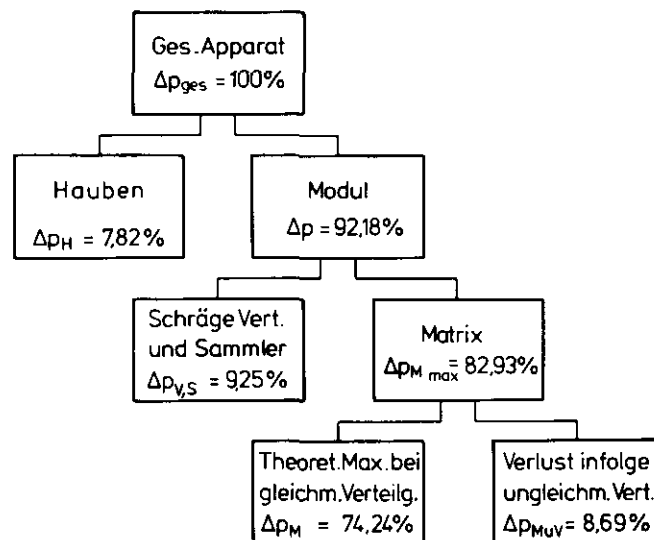 Ges.Apparat
Δpges = 100%
Hauben
ΔpH = 7,82%
Modul
Δp = 92,18%
Schräge Vert.
und Sammler
ΔpV,S = 9,25%
Matrix
ΔpM max = 82,93%
Theoret.Max.bei
gleichm.Verteilg.
ΔpM = 74,24%
Verlust infolge
ungleichm.Vert.
ΔpMuV = 8,69%